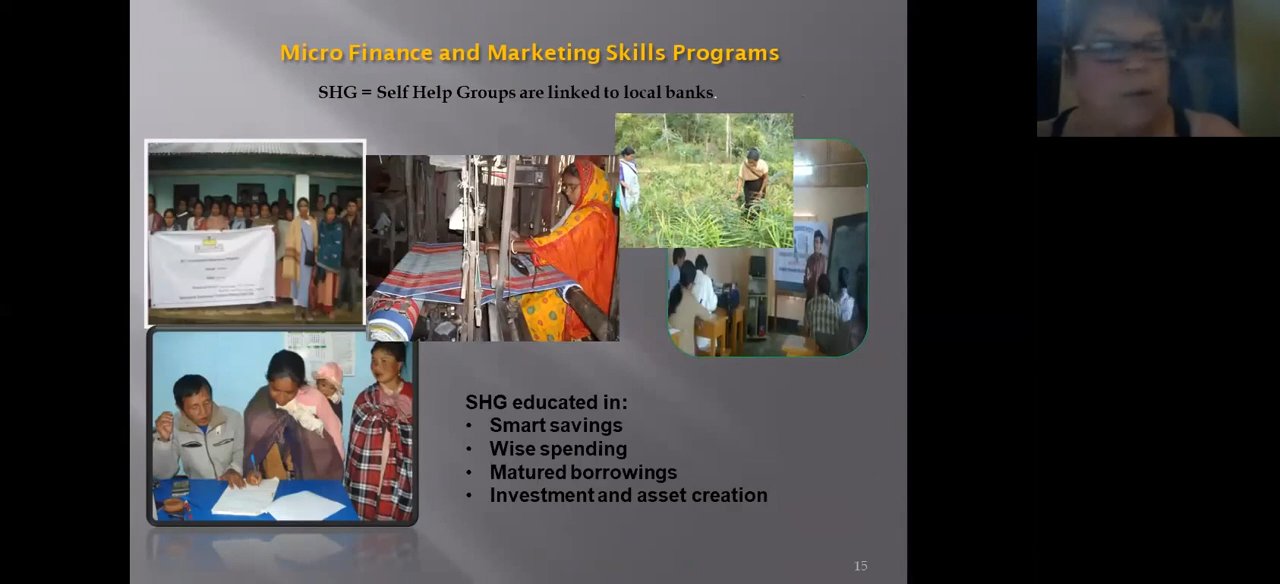 Micro Finance and Marketing Skills Programs
SHG = Self Help Groups are linked to local banks.
SHG educated in:
• Smart savings
• Wise spending
• Matured borrowings
• Investment and asset creation
15